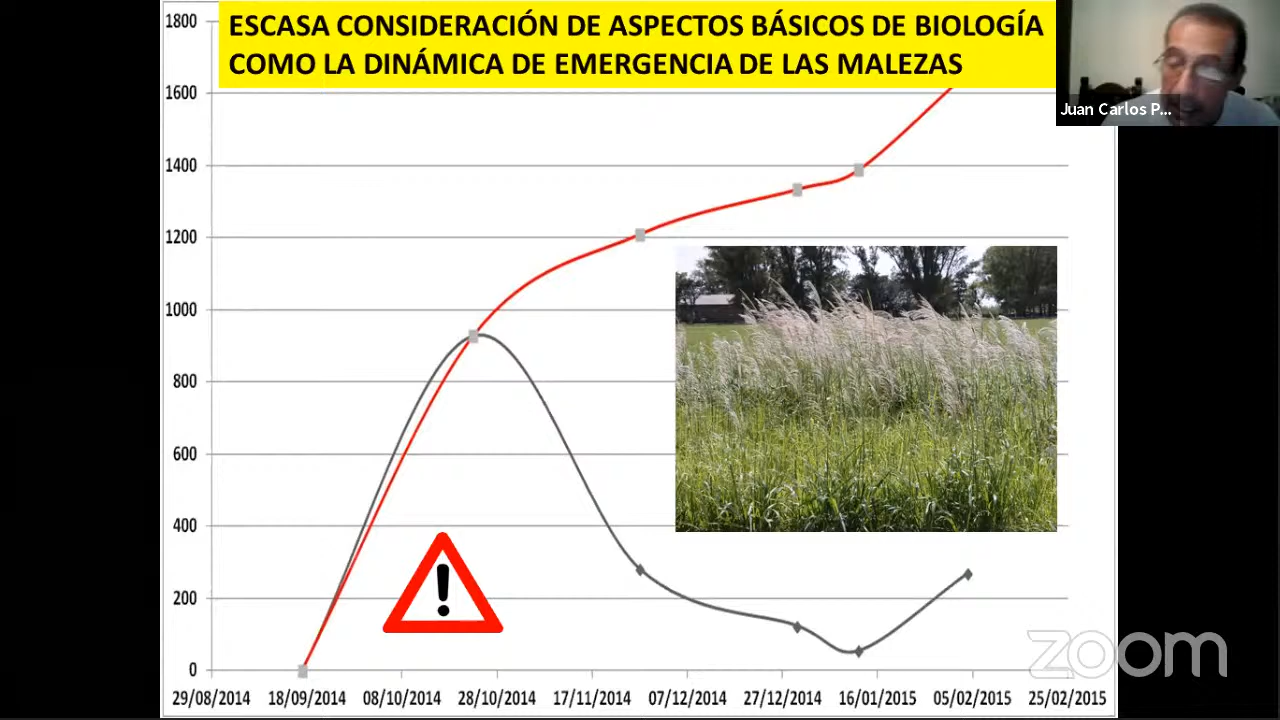 ESCASA CONSIDERACIÓN DE ASPECTOS BÁSICOS DE BIOLOGÍA
COMO LA DINÁMICA DE EMERGENCIA DE LAS MALEZAS
Juan Carlos P...
1800
1600
1400
1200
1000
800
600
400
200
0
29/08/2014 18/09/2014 08/10/2014 28/10/2014 17/11/2014 07/12/2014 27/12/2014 16/01/2015 05/02/2015 25/02/2015
zoom